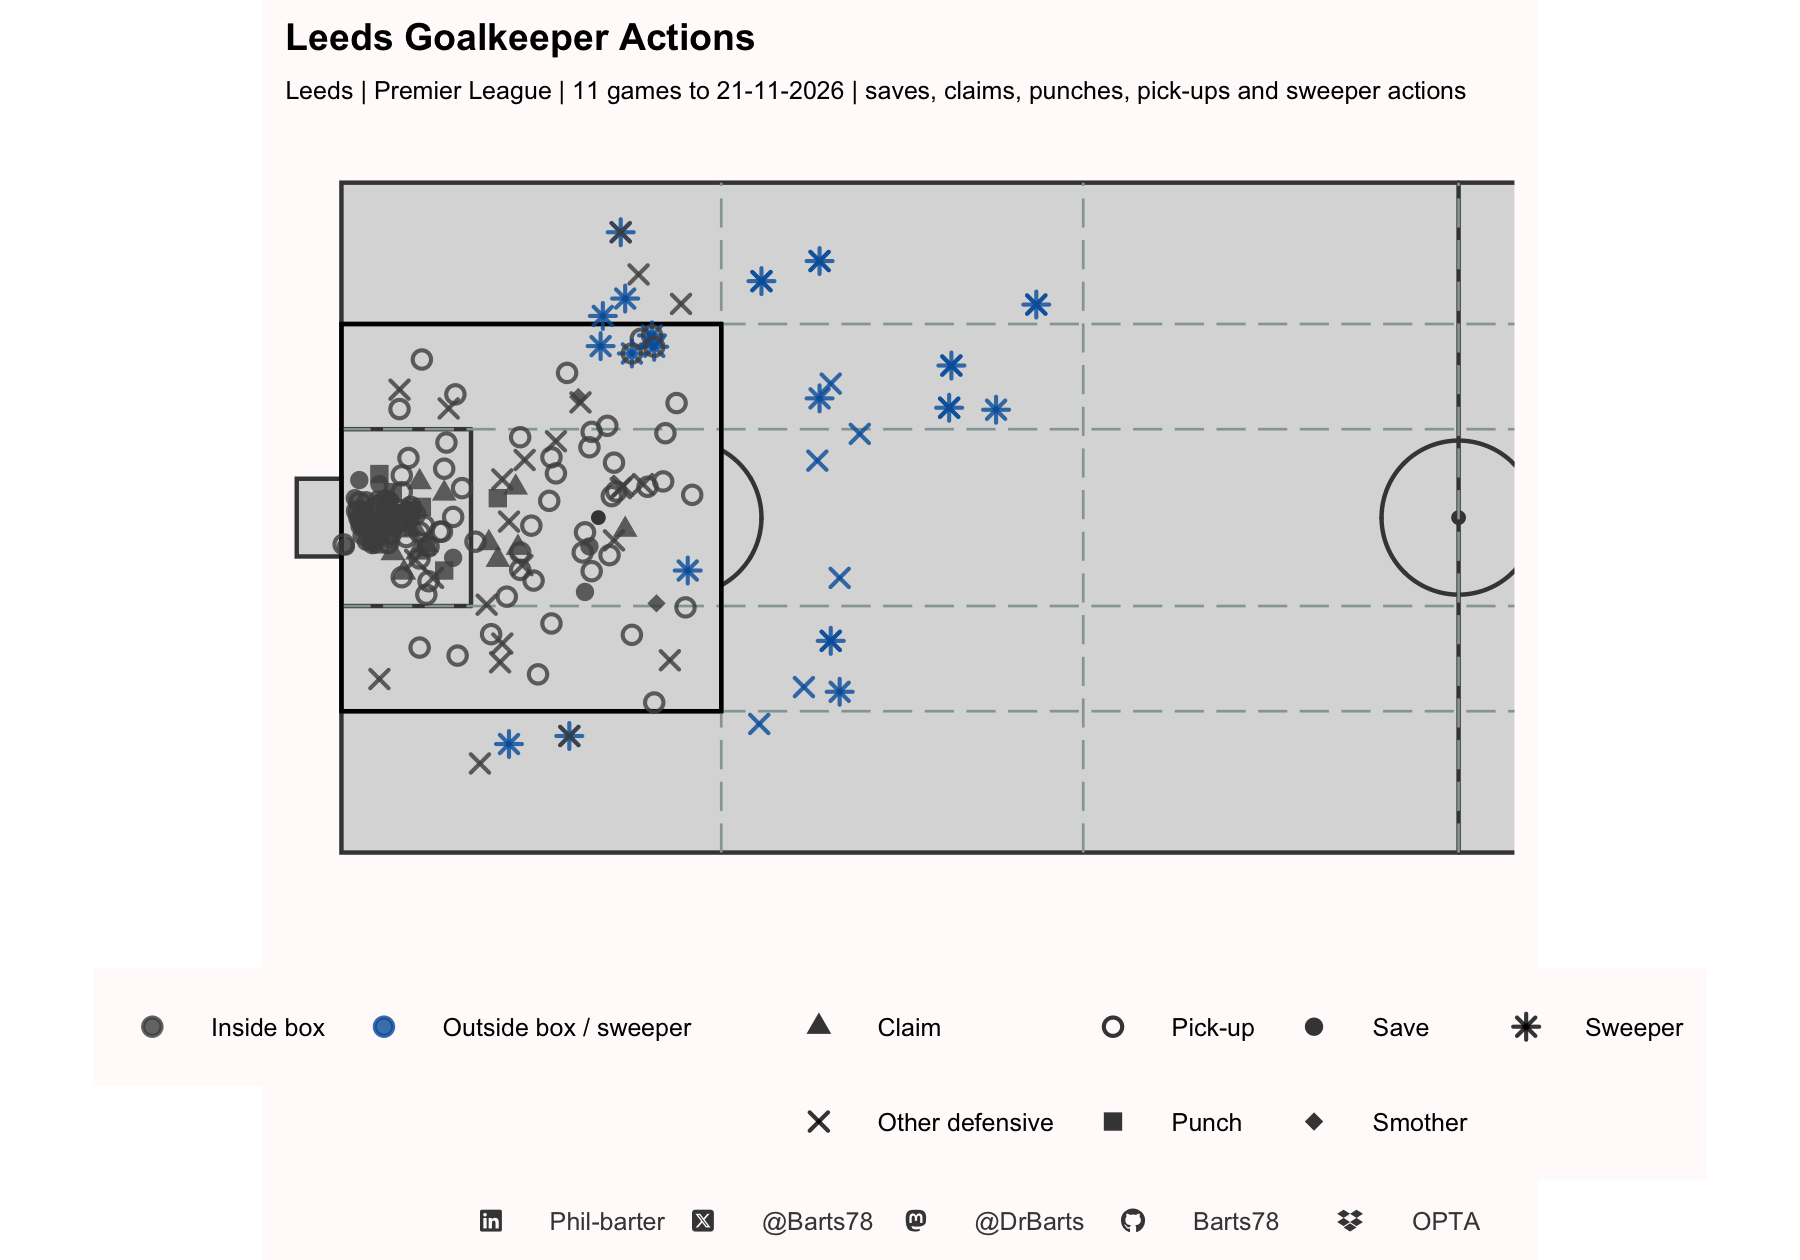 Leeds Goalkeeper Actions
Leeds | Premier League | 11 games to 21-11-2026 | saves, claims, punches, pick-ups and sweeper actions
Inside box Outside box / sweeper Claim Pick-up Save Sweeper
Other defensive Punch Smother
Phil-barter @Barts78 @DrBarts Barts78 OPTA